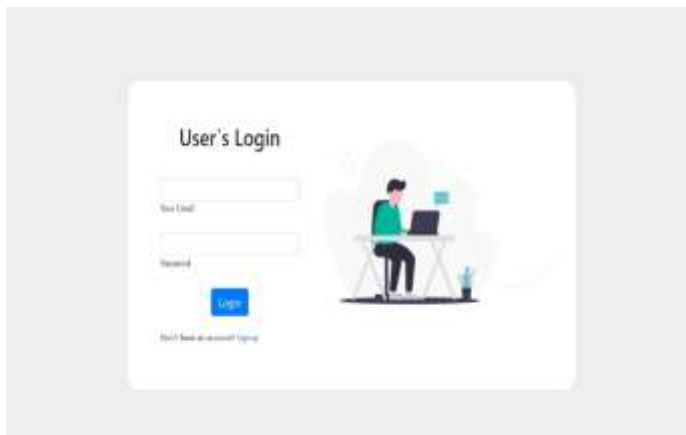 User's Login
Your Email
Password
Login
Don't have an account? Signup